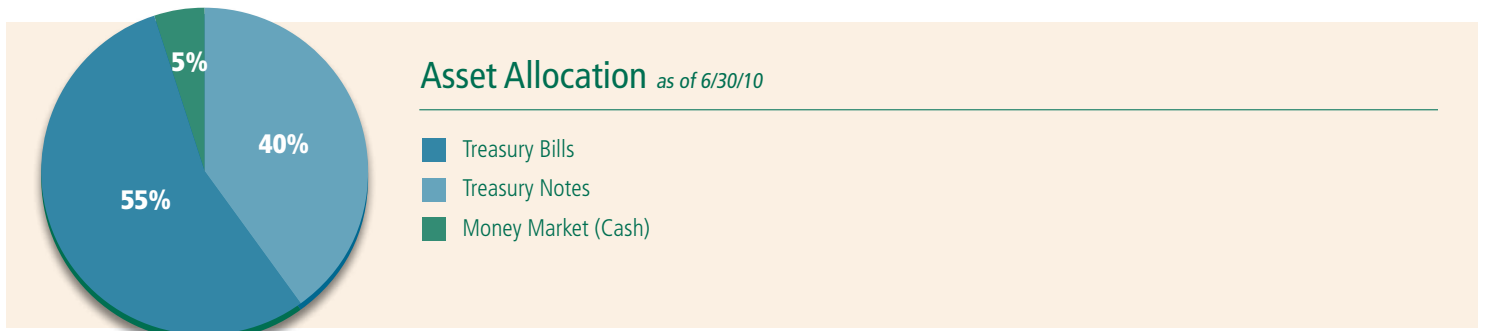 5%
40%
55%
Asset Allocation as of 6/30/10
Treasury Bills
Treasury Notes
Money Market (Cash)